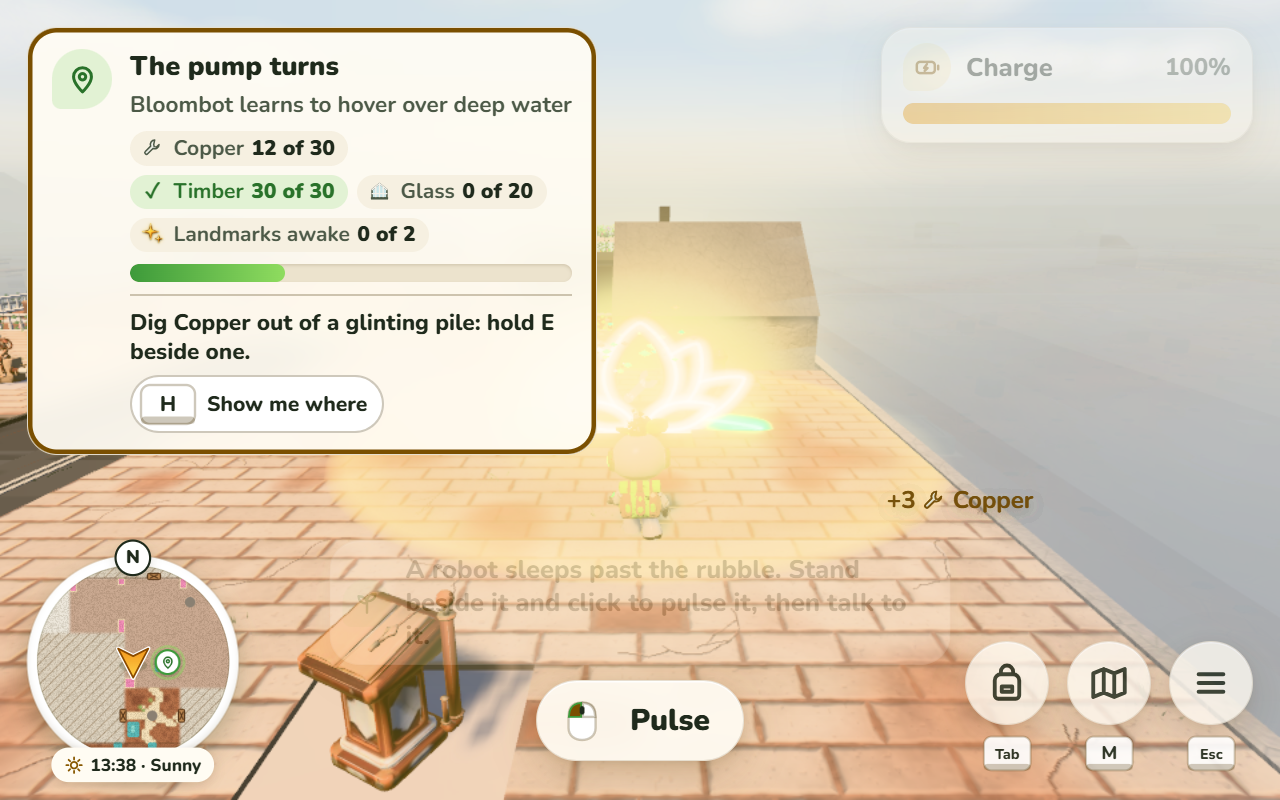 The pump turns
Bloombot learns to hover over deep water
Copper 12 of 30
Timber 30 of 30
Glass 0 of 20
Landmarks awake 0 of 2
Dig Copper out of a glinting pile: hold E
beside one.
H Show me where
Charge 100%
+3 Copper
A robot sleeps past the rubble. Stand
beside it and click to pulse it, then talk to
it.
N
13:38 · Sunny
Pulse
Tab
M
Esc